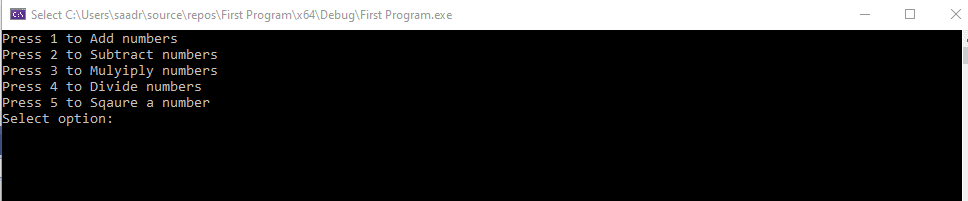 Select C:\Users\saadr\source\repos\First Program\x64\Debug\First Program.exe
Press 1 to Add numbers
Press 2 to Subtract numbers
Press 3 to Mulyiply numbers
Press 4 to Divide numbers
Press 5 to Sqaure a number
Select option: